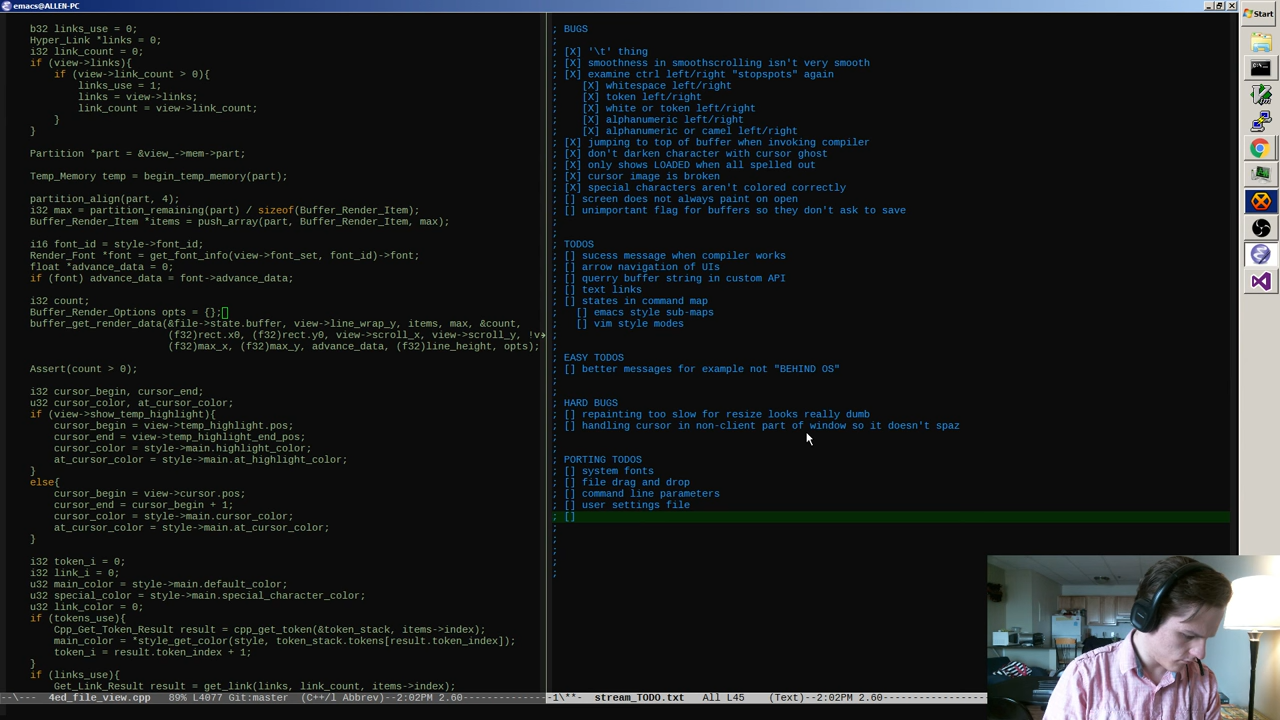 emacs@ALLEN-PC
b32 links_use = 0;
Hyper_Link *links = 0;
i32 link_count = 0;
if (view->links){
if (view->link_count > 0){
links_use = 1;
links = view->links;
link_count = view->link_count;
}
}
Partition *part = &view_->mem->part;
Temp_Memory temp = begin_temp_memory(part);
partition_align(part, 4);
i32 max = partition_remaining(part) / sizeof(Buffer_Render_Item);
Buffer_Render_Item *items = push_array(part, Buffer_Render_Item, max);
i16 font_id = style->font_id;
Render_Font *font = get_font_info(view->font_set, font_id)->font;
float *advance_data = 0;
if (font) advance_data = font->advance_data;
i32 count;
Buffer_Render_Options opts = {};
buffer_get_render_data(&file->state.buffer, view->line_wrap_y, items, max, &count,
(f32)rect.x0, (f32)rect.y0, view->scroll_x, view->scroll_y, !v
(f32)max_x, (f32)max_y, advance_data, (f32)line_height, opts);
Assert(count > 0);
i32 cursor_begin, cursor_end;
u32 cursor_color, at_cursor_color;
if (view->show_temp_highlight){
cursor_begin = view->temp_highlight.pos;
cursor_end = view->temp_highlight_end_pos;
cursor_color = style->main.highlight_color;
at_cursor_color = style->main.at_highlight_color;
}
else{
cursor_begin = view->cursor.pos;
cursor_end = cursor_begin + 1;
cursor_color = style->main.cursor_color;
at_cursor_color = style->main.at_cursor_color;
}
i32 token_i = 0;
i32 link_i = 0;
u32 main_color = style->main.default_color;
u32 special_color = style->main.special_character_color;
u32 link_color = 0;
if (tokens_use){
Cpp_Get_Token_Result result = cpp_get_token(&token_stack, items->index);
main_color = *style_get_color(style, token_stack.tokens[result.token_index]);
token_i = result.token_index + 1;
}
if (links_use){
Get_Link_Result result = get_link(links, link_count, items->index);
--\--- 4ed_file_view.cpp 89% L4077 Git:master (C++/l Abbrev)--2:02PM 2.60
; BUGS
;
; [X] '\t' thing
; [X] smoothness in smoothscrolling isn't very smooth
; [X] examine ctrl left/right "stopspots" again
; [X] whitespace left/right
; [X] token left/right
; [X] white or token left/right
; [X] alphanumeric left/right
; [X] alphanumeric or camel left/right
; [X] jumping to top of buffer when invoking compiler
; [X] don't darken character with cursor ghost
; [X] only shows LOADED when all spelled out
; [X] cursor image is broken
; [X] special characters aren't colored correctly
; [] screen does not always paint on open
; [] unimportant flag for buffers so they don't ask to save
;
;
; TODOS
; [] sucess message when compiler works
; [] arrow navigation of UIs
; [] querry buffer string in custom API
; [] text links
; [] states in command map
; [] emacs style sub-maps
; [] vim style modes
;
;
; EASY TODOS
; [] better messages for example not "BEHIND OS"
;
;
; HARD BUGS
; [] repainting too slow for resize looks really dumb
; [] handling cursor in non-client part of window so it doesn't spaz
;
;
; PORTING TODOS
; [] system fonts
; [] file drag and drop
; [] command line parameters
; [] user settings file
; []
;
;
;
;
;
-1\**- stream_TODO.txt All L45 (Text)--2:02PM 2.60
Start